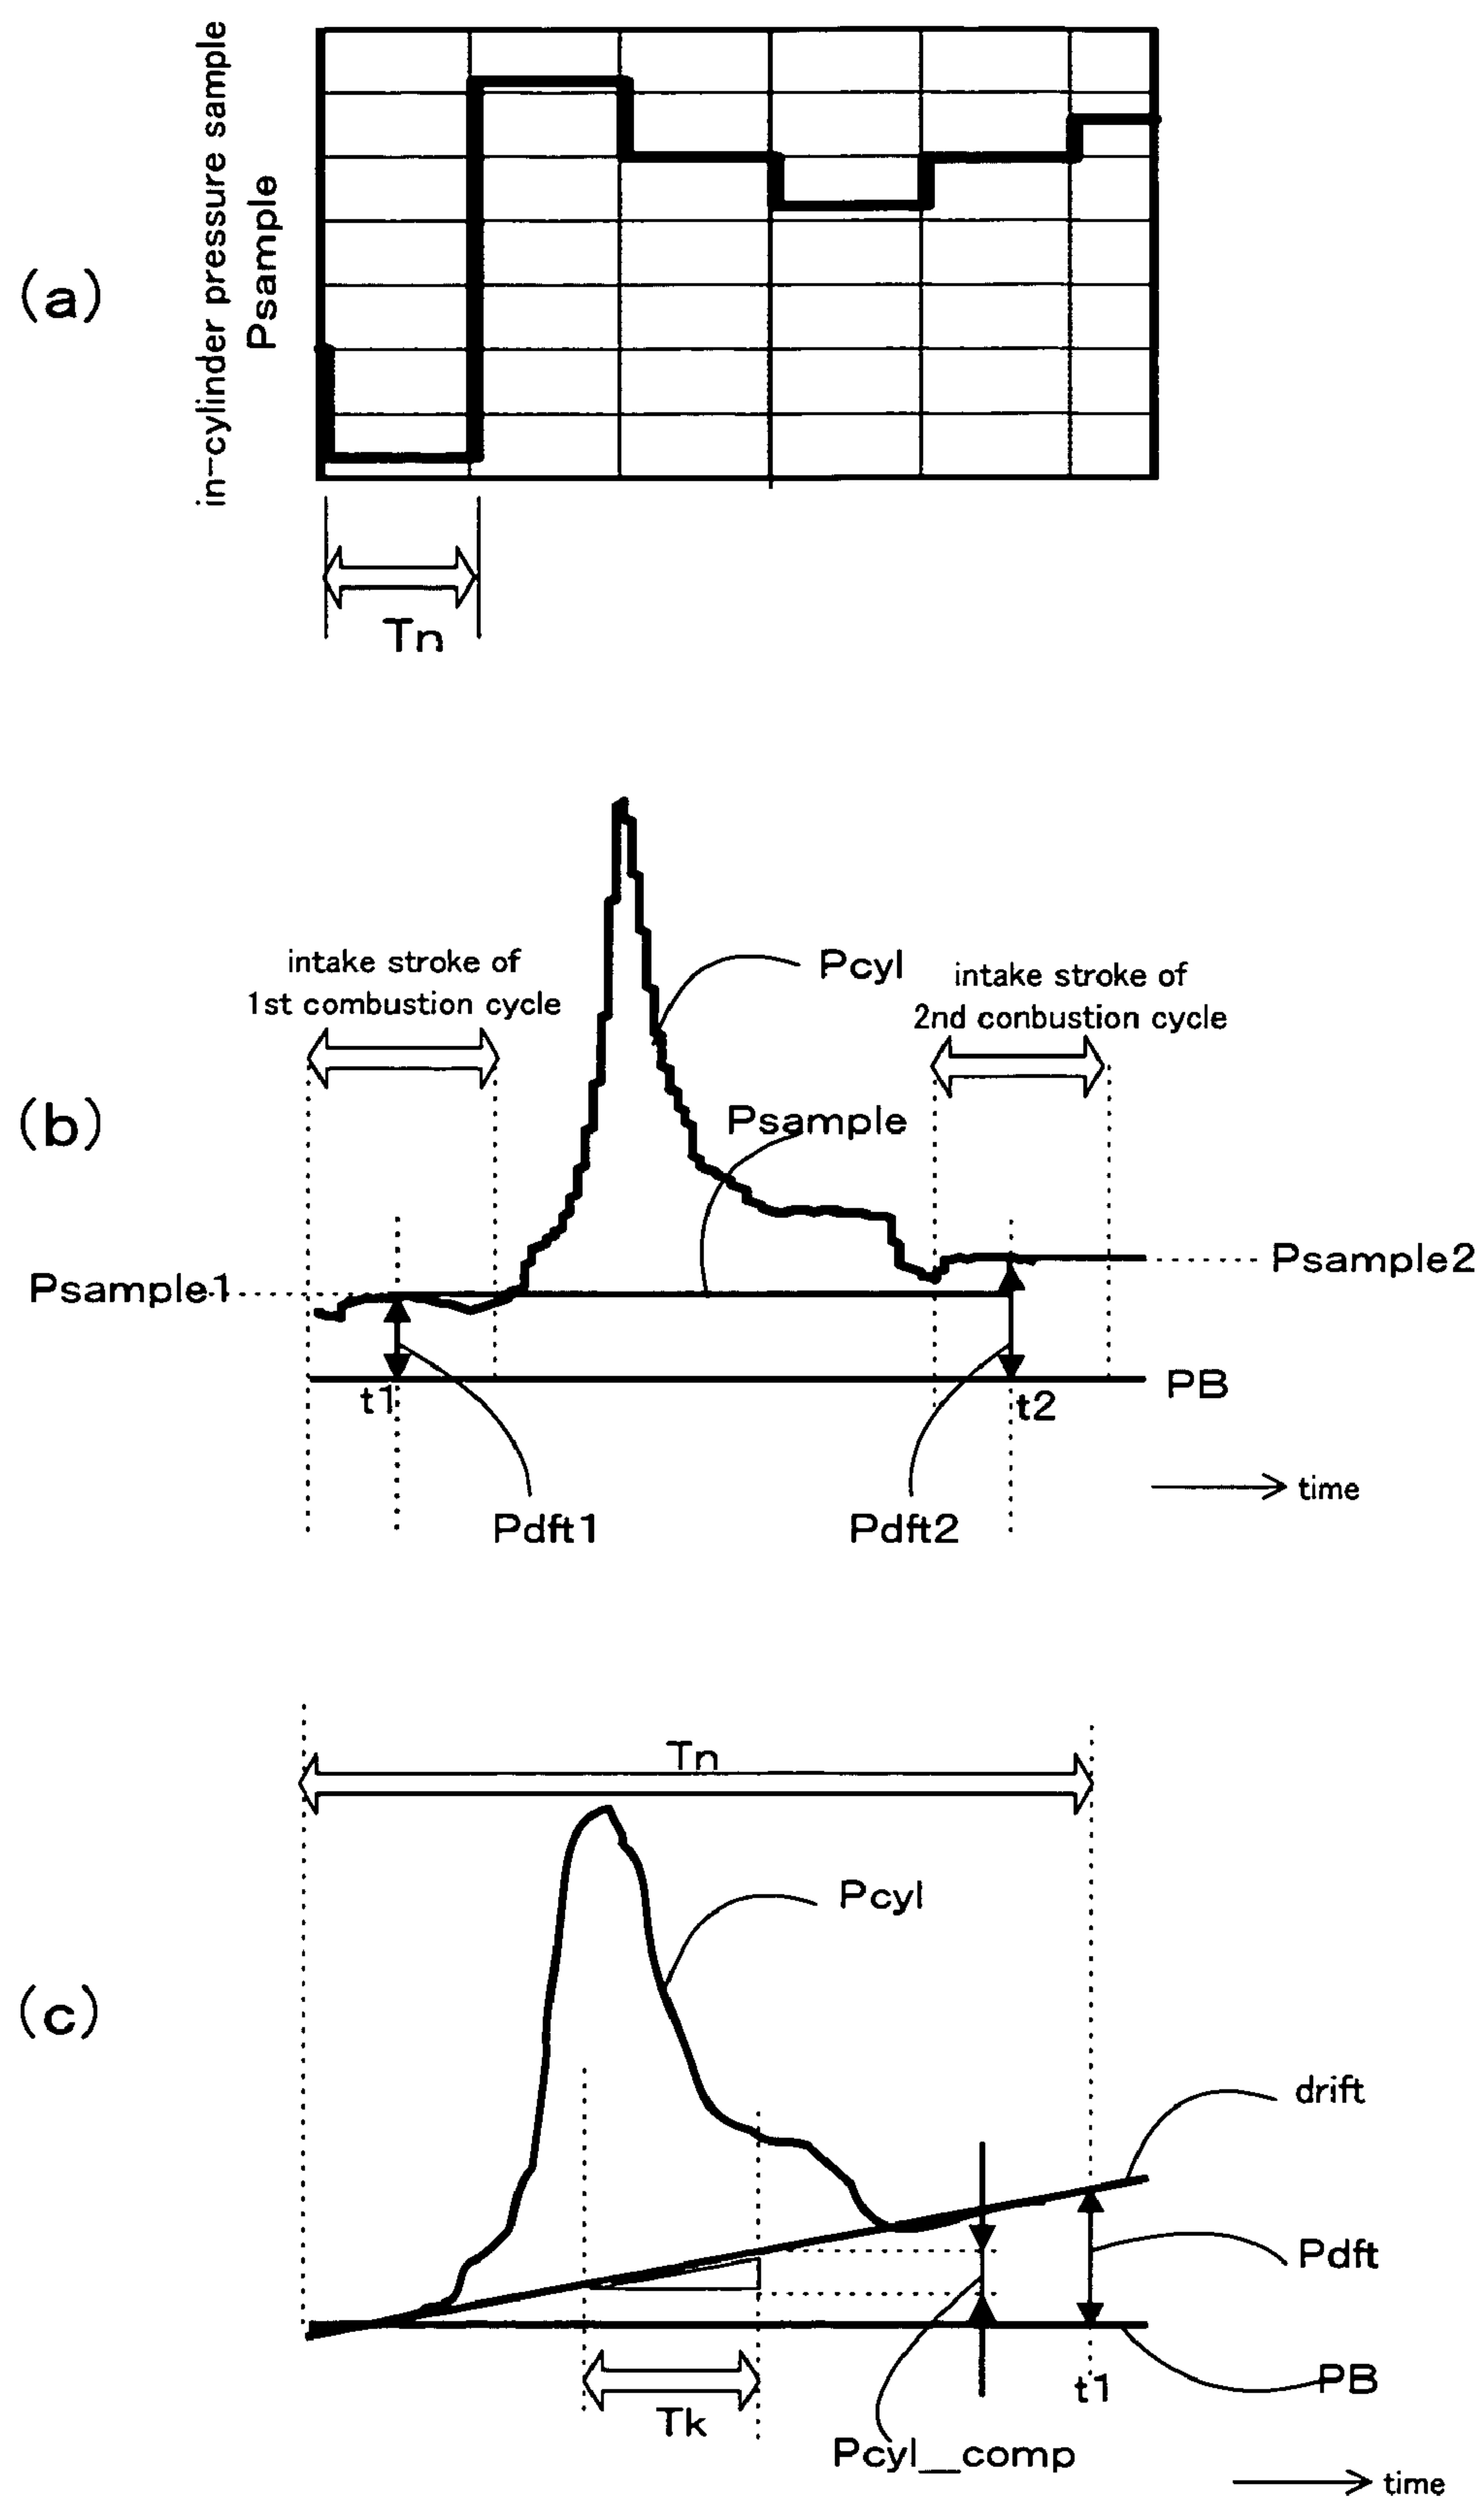 (a)
in-cylinder pressure sample
Psample
Tn
(b)
intake stroke of
1st combustion cycle
Pcyl
intake stroke of
2nd conbustion cycle
Psample
Psample1
Psample2
PB
t1
t2
time
Pdft1
Pdft2
(c)
Tn
Pcyl
drift
Pdft
t1
PB
Tk
Pcyl_comp
time